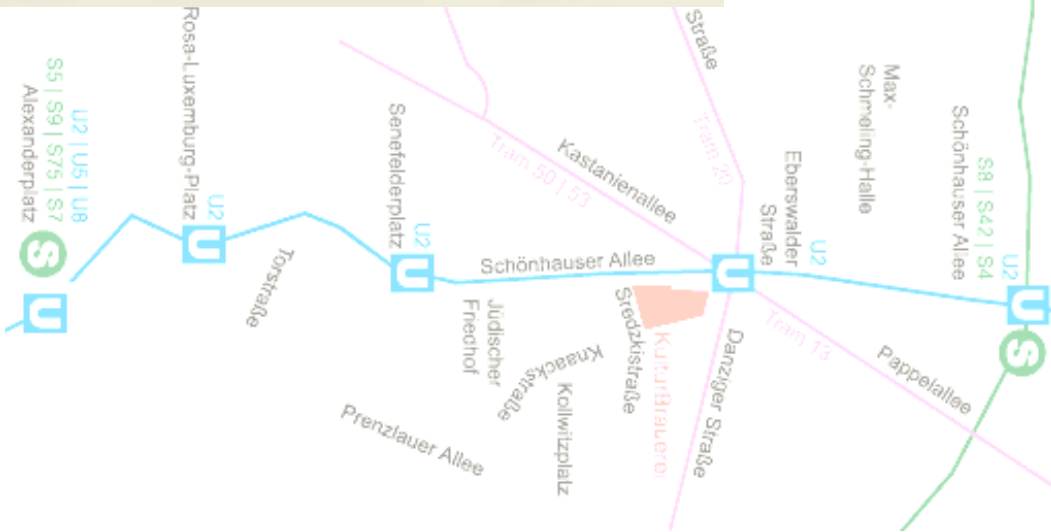 S
U
U2
S8 | S42 | S4
Schönhauser Allee
Pappelallee
Max-
Schmeling-Halle
U2
Eberswalder
Straße
Tram 13
U
Danziger Straße
Straße
Tram 20
KulturBrauerei
Sredzkistraße
Kastanienallee
Tram 50 | 53
Schönhauser Allee
Kollwitzplatz
Knaackstraße
Jüdischer
Friedhof
U2
U
Senefelderplatz
Prenzlauer Allee
Torstraße
U2
U
Rosa-Luxemburg-Platz
U2 | U5 | U8
S5 | S9 | S75 | S7
Alexanderplatz
S
U